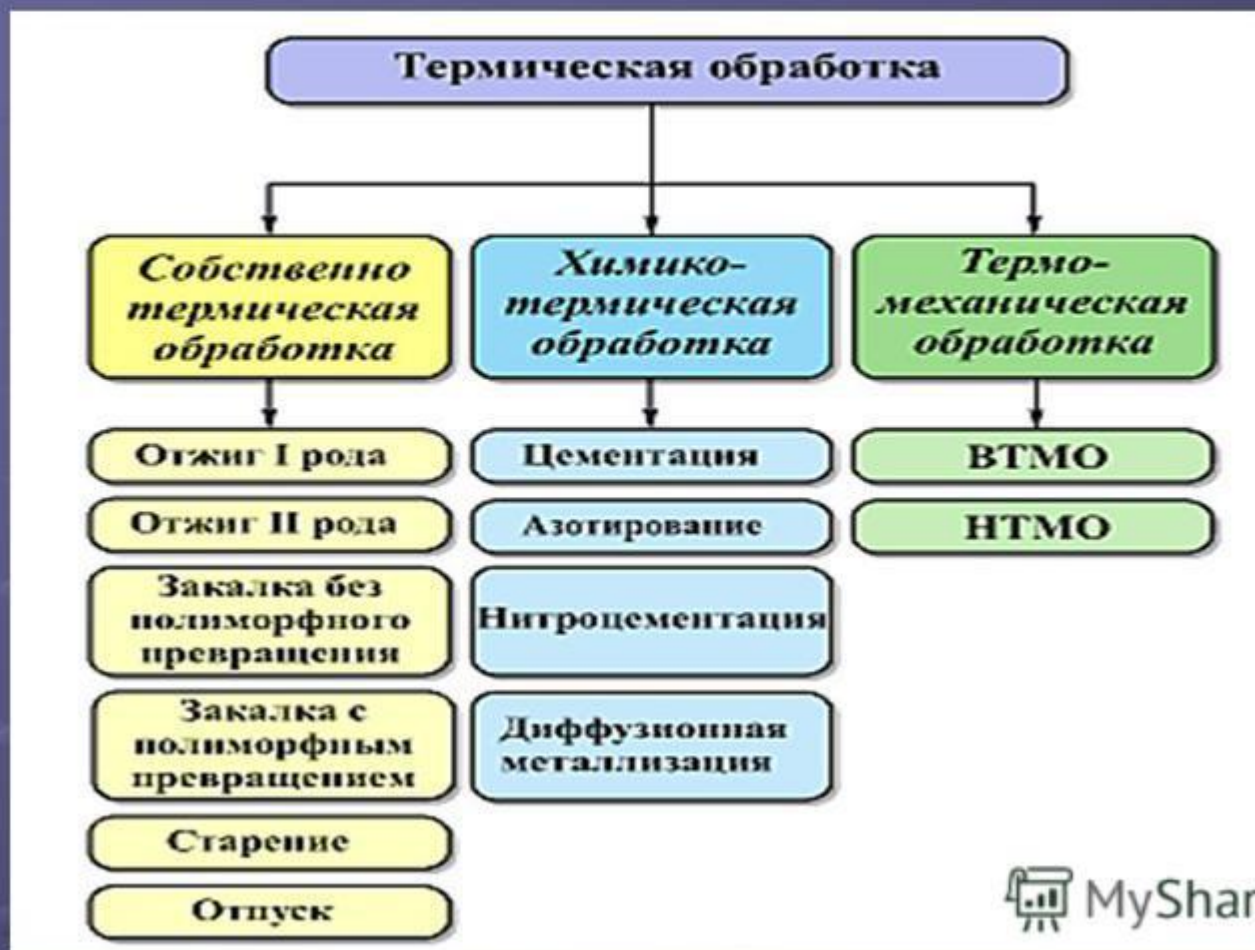 Термическая обработка
Собственно
термическая
обработка
Химико-
термическая
обработка
Термо-
механическая
обработка
Отжиг I рода
Отжиг II рода
Закалка без
полиморфного
превращения
Закалка с
полиморфным
превращением
Старение
Отпуск
Цементация
Азотирование
Нитроцементация
Диффузионная
металлизация
ВТМО
НТМО
MyShar